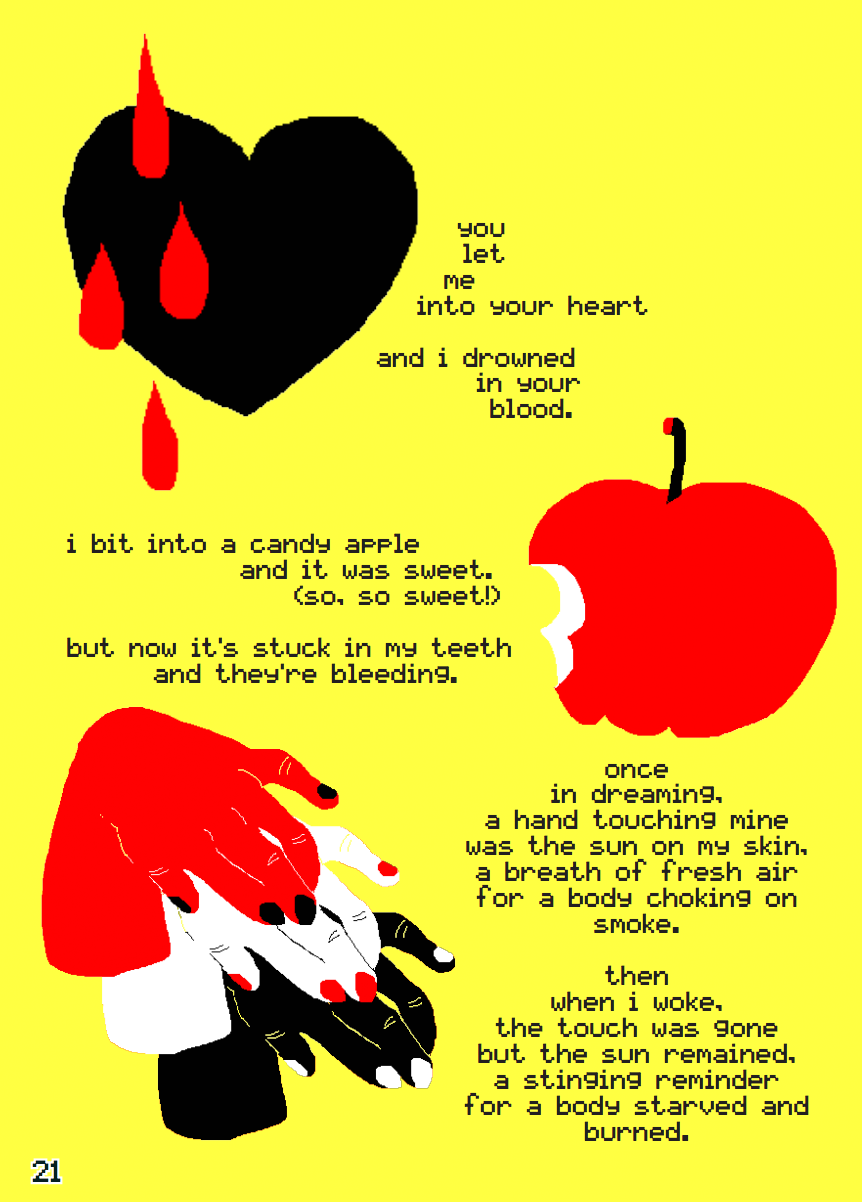 you
let
me
into your heart
and i drowned
in your
blood.
i bit into a candy apple
and it was sweet.
(so, so sweet!)
but now it's stuck in my teeth
and they're bleeding.
once
in dreaming,
a hand touching mine
was the sun on my skin,
a breath of fresh air
for a body choking on
smoke.
then
when i woke,
the touch was gone
but the sun remained,
a stinging reminder
for a body starved and
burned.
21